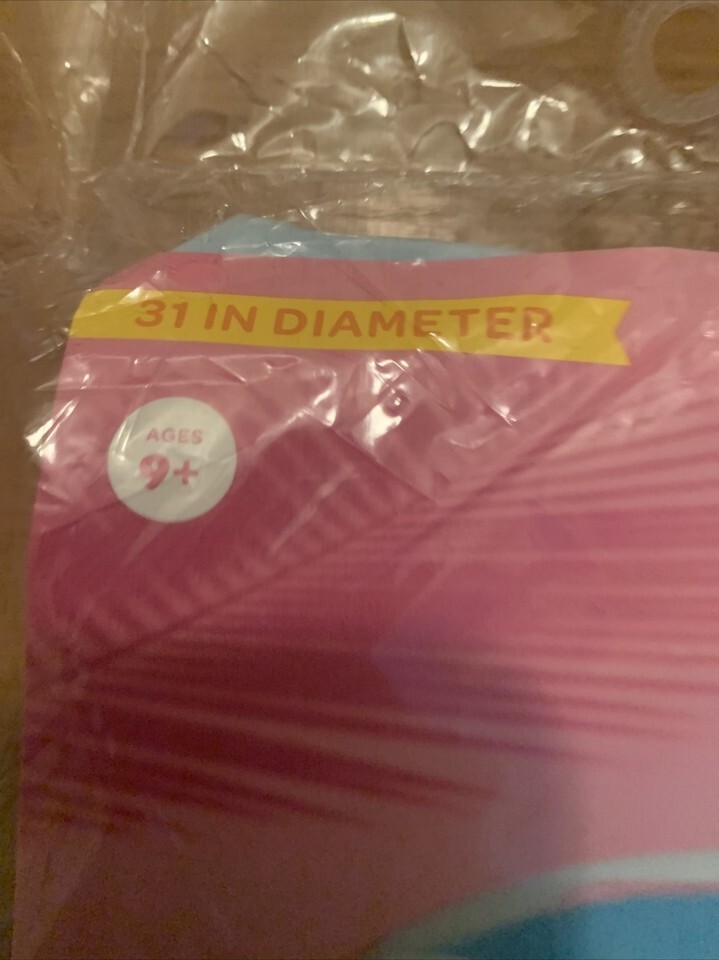 31 IN DIAMETER
AGES
9+